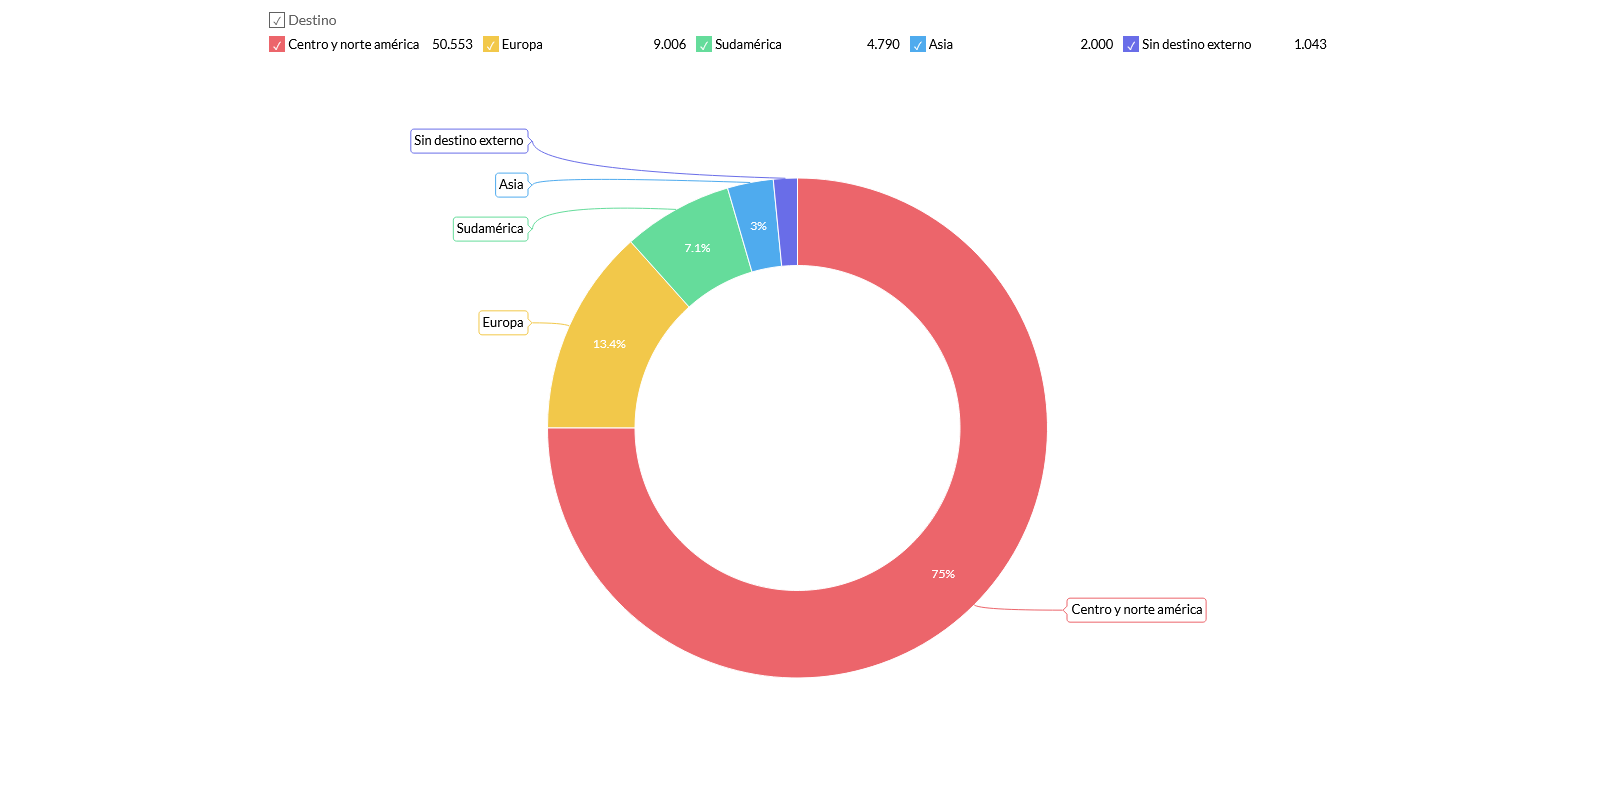 Destino
Centro y norte américa 50.553 Europa 9.006 Sudamérica 4.790 Asia 2.000 Sin destino externo 1.043
Sin destino externo
Asia
Sudamérica
3%
7.1%
Europa
13.4%
75%
Centro y norte américa